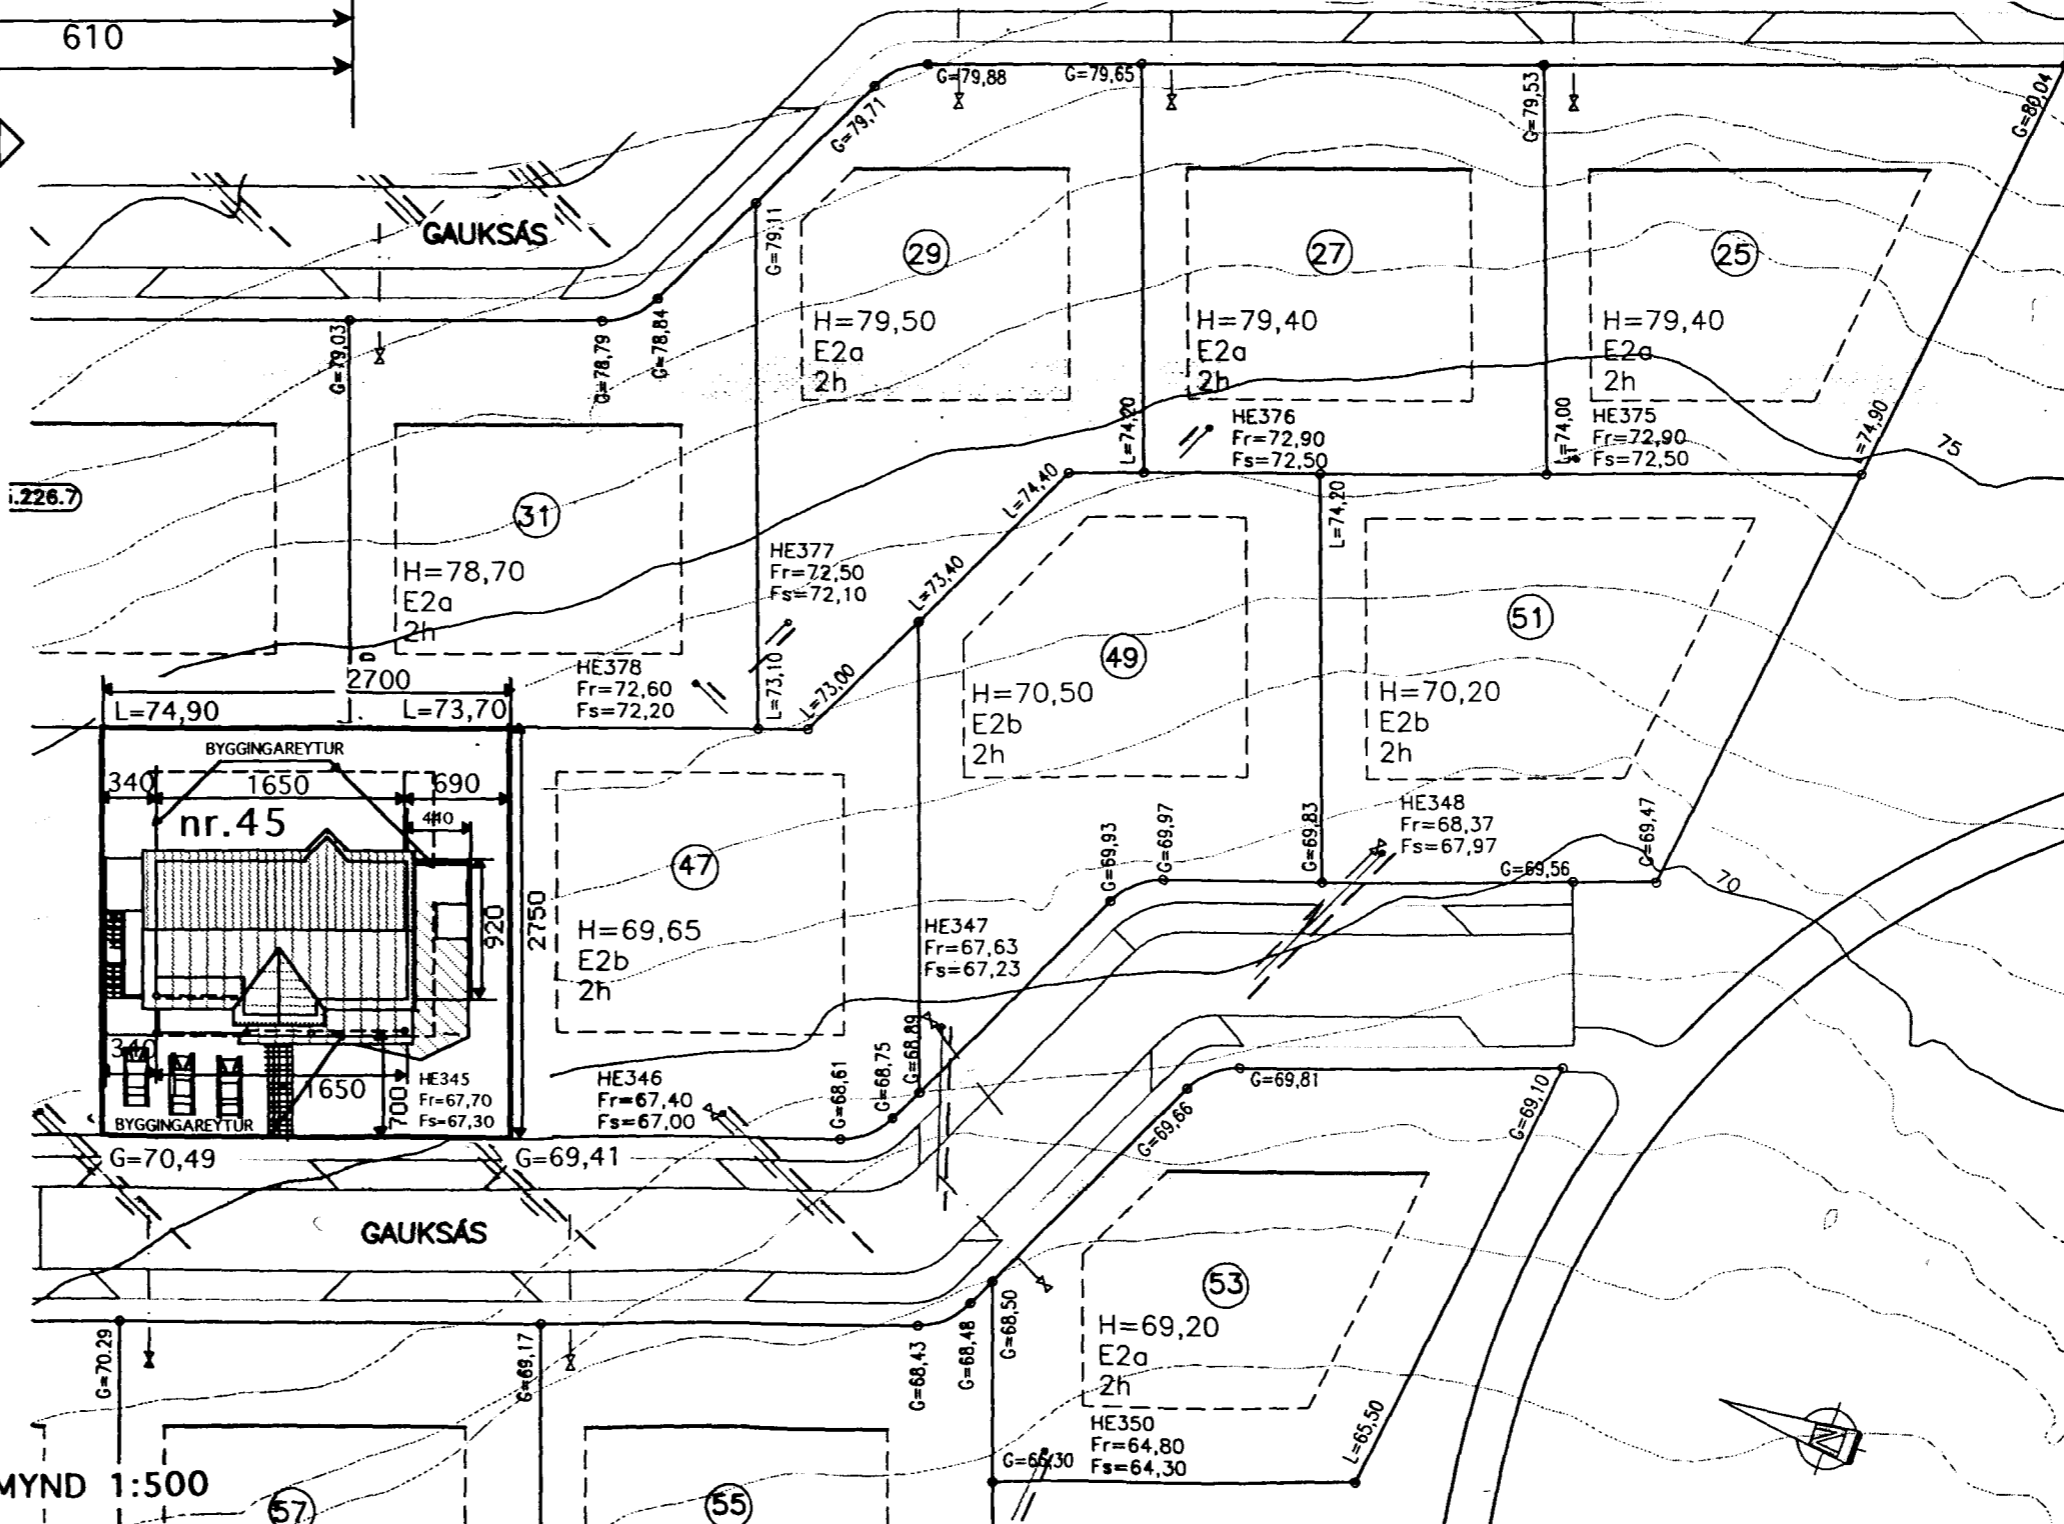 610
G=79,88
G=79,65
G=79,53
G=80,04
G=79,71
GAUKSÁS
G=79,11
29
27
25
H=79,50
E2a
2h
H=79,40
E2a
2h
H=79,40
E2a
2h
G=79,03
G=78,79
G=78,84
HE376
Fr=72,90
Fs=72,50
HE375
Fr=72,90
Fs=72,50
L=74,20
L=74,00
L=74,90
75
.226.7
31
H=78,70
E2a
2h
L=74,40
L=74,20
HE377
Fr=72,50
Fs=72,10
L=73,40
51
49
HE378
Fr=72,60
Fs=72,20
L=73,10
L=73,00
H=70,50
E2b
2h
H=70,20
E2b
2h
D
2700
L=74,90
L=73,70
BYGGINGAREYTUR
340
1650
690
nr.45
440
920
2750
47
H=69,65
E2b
2h
HE347
Fr=67,63
Fs=67,23
G=69,93
G=69,97
G=69,83
HE348
Fr=68,37
Fs=67,97
G=69,56
G=69,47
70
340
1650
700
BYGGINGAREYTUR
HE345
Fr=67,70
Fs=67,30
HE346
Fr=67,40
Fs=67,00
G=68,61
G=68,75
G=68,89
G=69,81
G=69,66
G=69,10
G=70,49
G=69,41
GAUKSÁS
53
H=69,20
E2a
2h
G=70.29
G=69,17
G=68,43
G=68,48
G=68,50
HE350
Fr=64,80
Fs=64,30
L=65,50
N
MYND 1:500
57
55